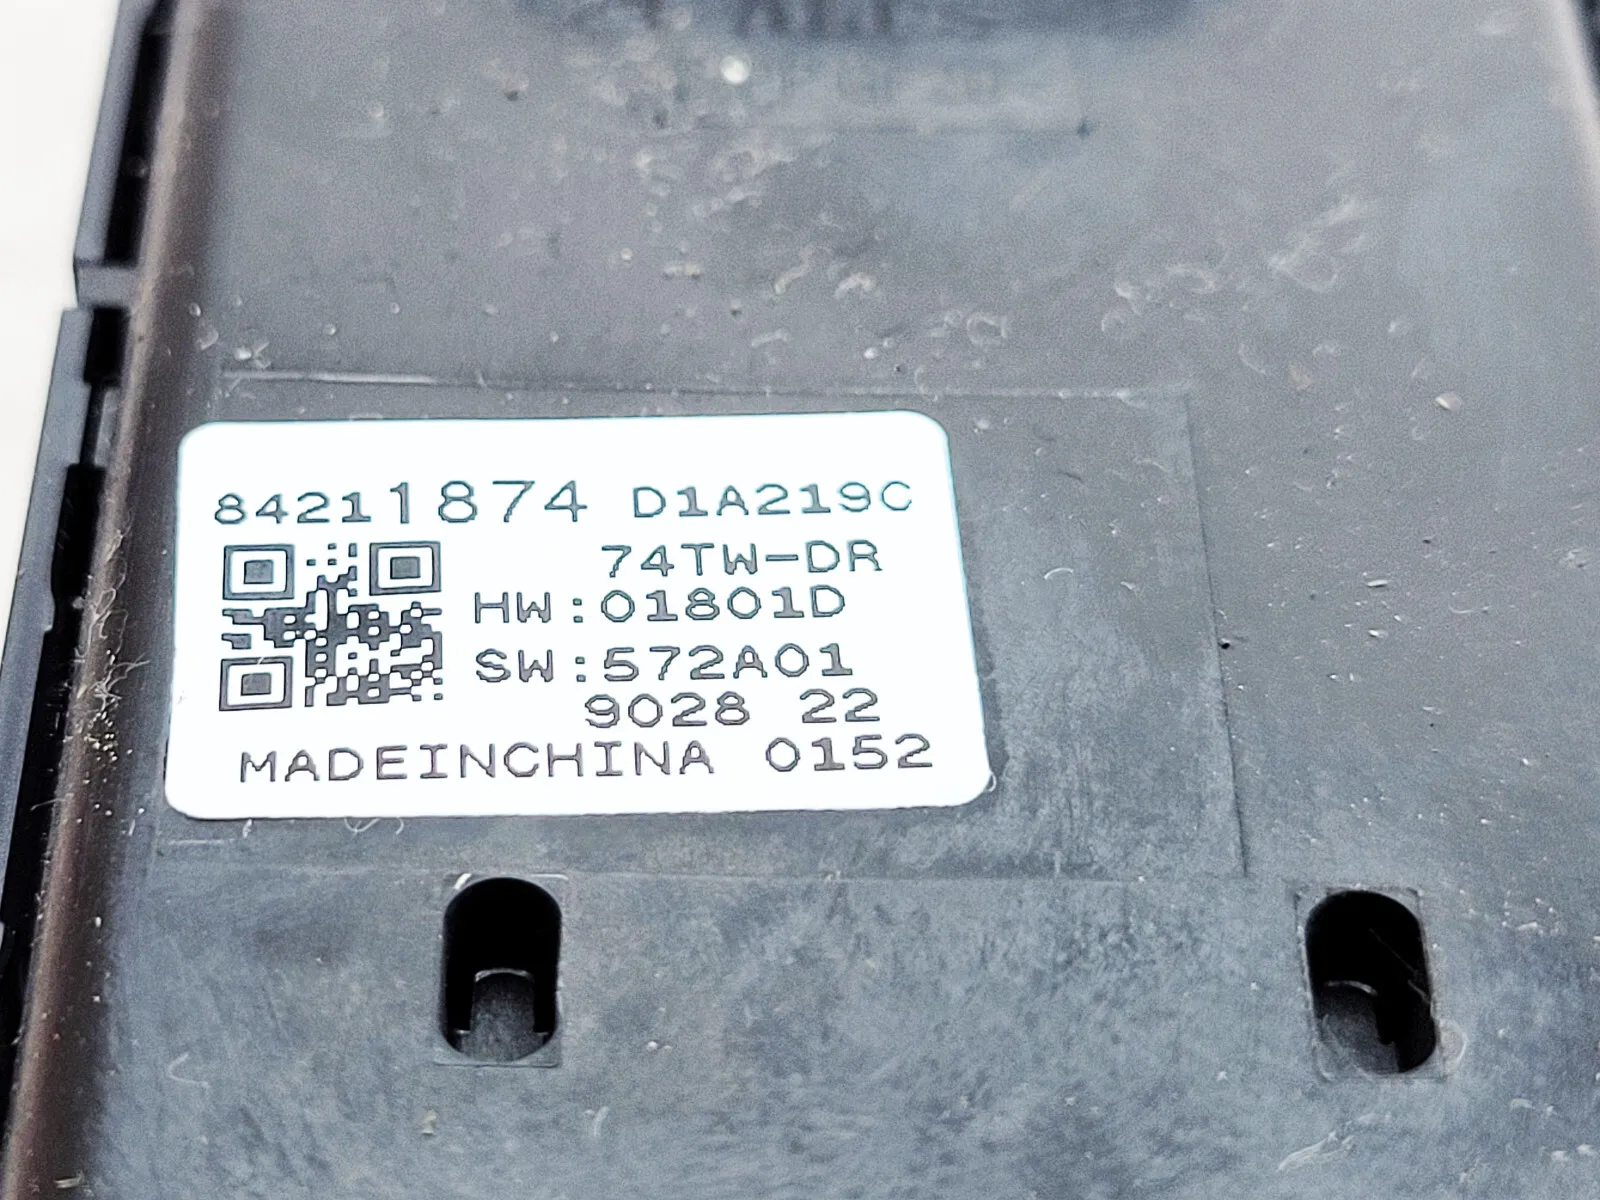 84211874 D1A219C
74TW-DR
HW:01801D
SW:572A01
9028 22
MADEINCHINA 0152